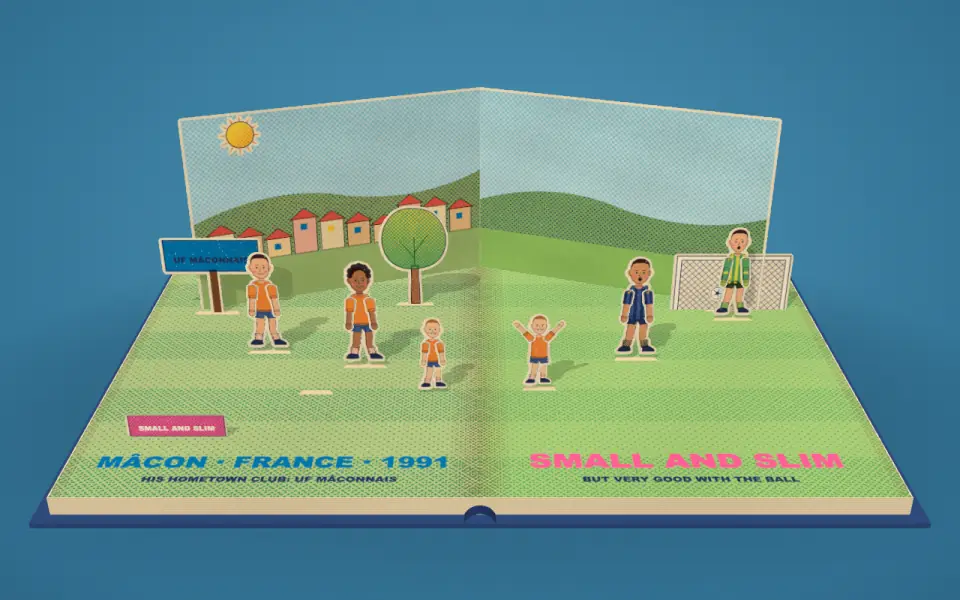 UF MÂCONNAIS
SMALL AND SLIM
MÂCON · FRANCE · 1991
HIS HOMETOWN CLUB: UF MÂCONNAIS
SMALL AND SLIM
BUT VERY GOOD WITH THE BALL